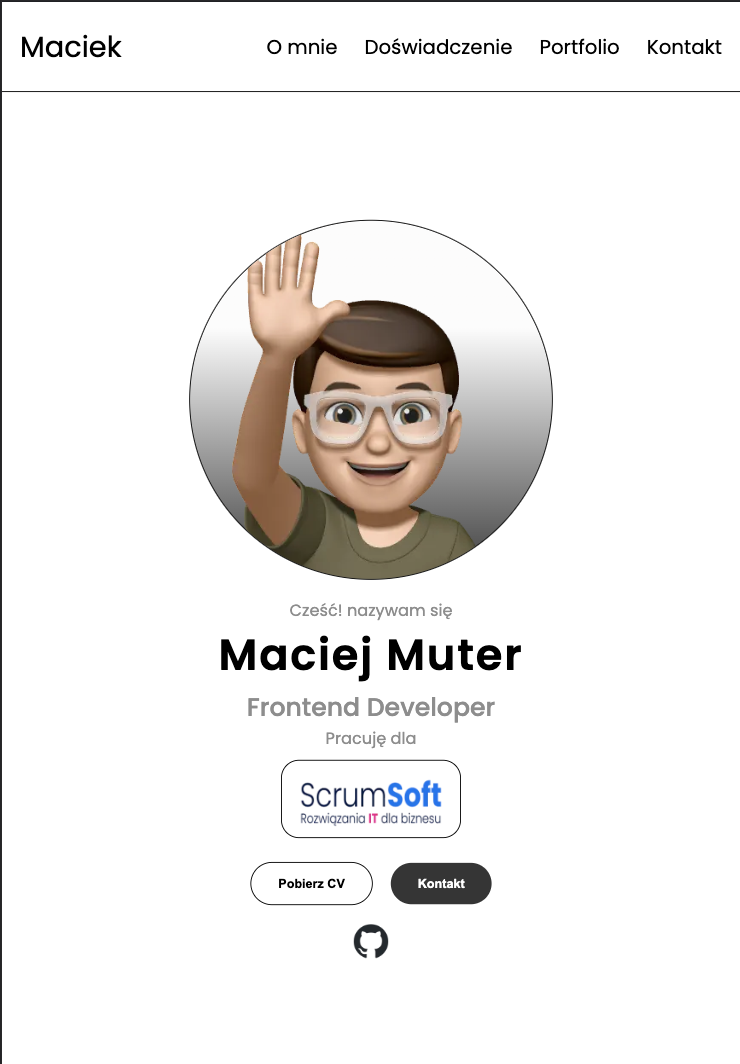 Maciek O mnie Doświadczenie Portfolio Kontakt
Cześć! nazywam się
Maciej Muter
Frontend Developer
Pracuję dla
ScrumSoft
Rozwiązania IT dla biznesu
Pobierz CV Kontakt